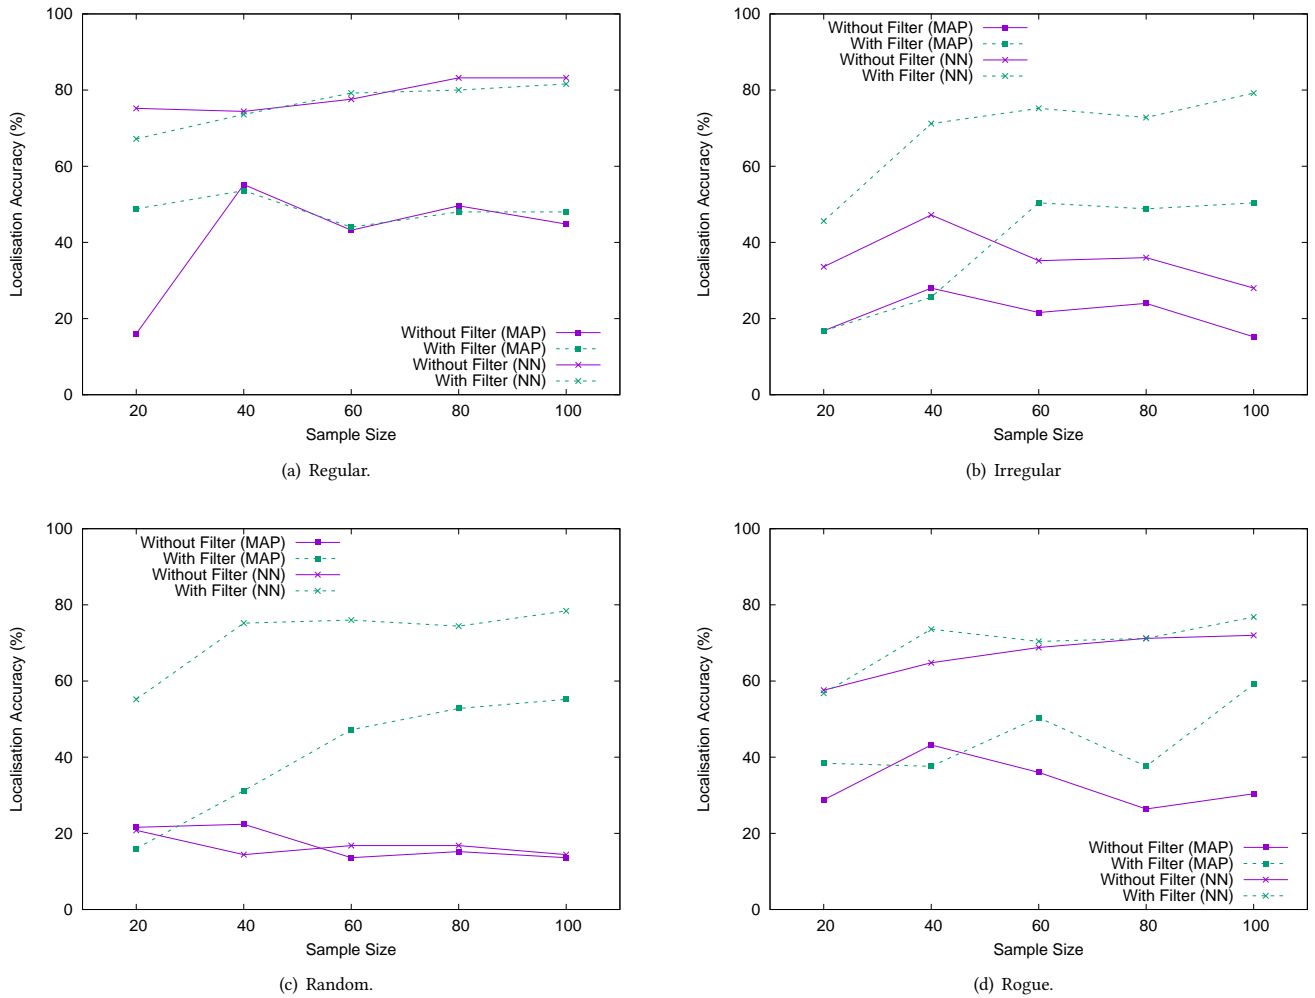 100
80
60
40
20
0
Localisation Accuracy (%)
Without Filter (MAP)
With Filter (MAP)
Without Filter (NN)
With Filter (NN)
20 40 60 80 100
Sample Size
(a) Regular.
100
80
60
40
20
0
Localisation Accuracy (%)
Without Filter (MAP)
With Filter (MAP)
Without Filter (NN)
With Filter (NN)
20 40 60 80 100
Sample Size
(b) Irregular
100
80
60
40
20
0
Localisation Accuracy (%)
Without Filter (MAP)
With Filter (MAP)
Without Filter (NN)
With Filter (NN)
20 40 60 80 100
Sample Size
(c) Random.
100
80
60
40
20
0
Localisation Accuracy (%)
Without Filter (MAP)
With Filter (MAP)
Without Filter (NN)
With Filter (NN)
20 40 60 80 100
Sample Size
(d) Rogue.